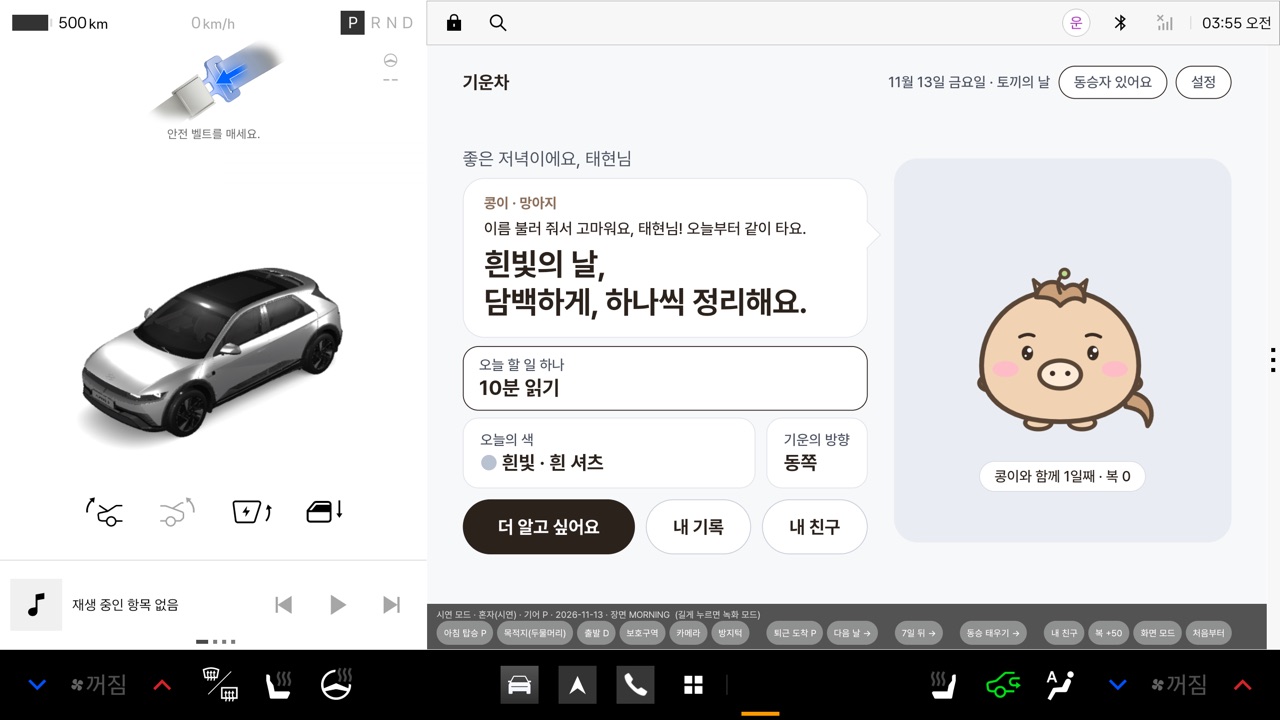 500 km
0 km/h
P R N D
안전 벨트를 매세요.
재생 중인 항목 없음
운
03:55 오전
기운차
11월 13일 금요일 · 토끼의 날
동승자 있어요
설정
좋은 저녁이에요, 태현님
콩이 · 망아지
이름 불러 줘서 고마워요, 태현님! 오늘부터 같이 타요.
흰빛의 날,
담백하게, 하나씩 정리해요.
오늘 할 일 하나
10분 읽기
오늘의 색
흰빛 · 흰 셔츠
기운의 방향
동쪽
더 알고 싶어요
내 기록
내 친구
콩이와 함께 1일째 · 복 0
시연 모드 · 혼자(시연) · 기어 P · 2026-11-13 · 장면 MORNING (길게 누르면 녹화 모드)
아침 탑승 P
목적지(두물머리)
출발 D
보호구역
카메라
방지턱
퇴근 도착 P
다음 날 →
7일 뒤 →
동승 태우기 →
내 친구
복 +50
화면 모드
처음부터
꺼짐
A
꺼짐